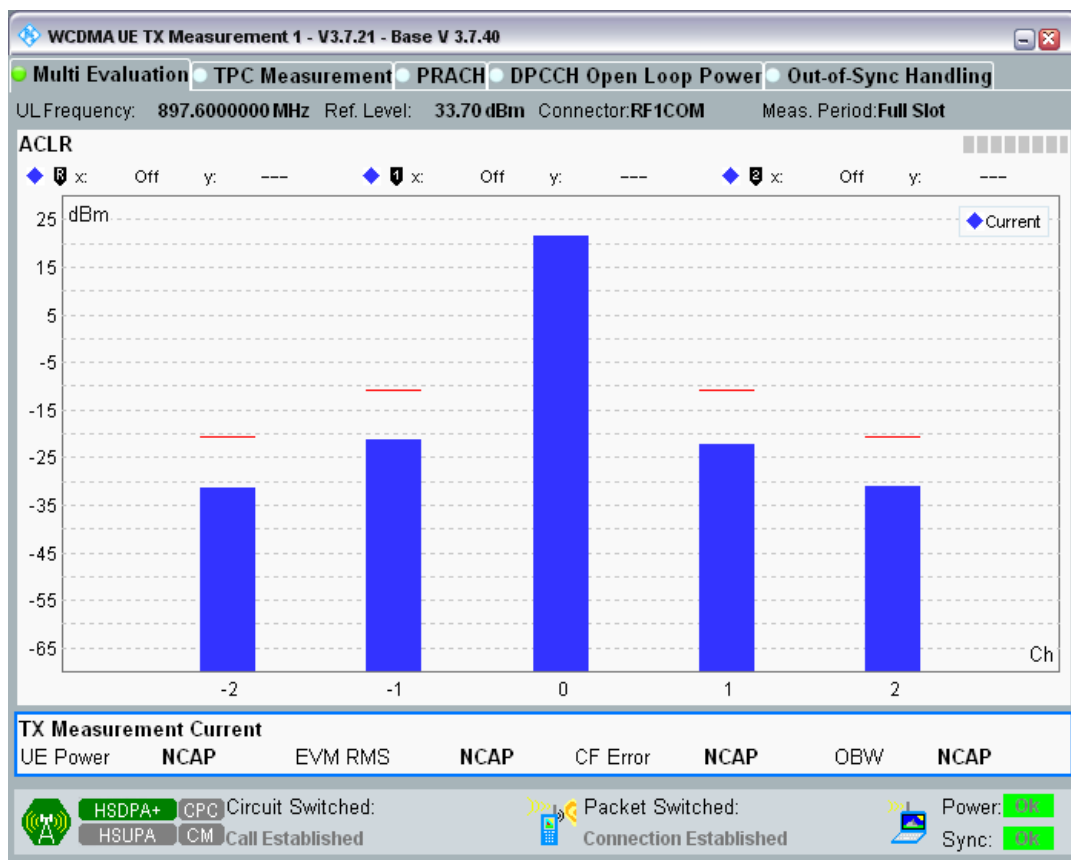 WCDMA UE TX Measurement 1 - V3.7.21 - Base V 3.7.40
Multi Evaluation TPC Measurement PRACH DPCCH Open Loop Power Out-of-Sync Handling
UL Frequency: 897.6000000 MHz Ref. Level: 33.70 dBm Connector:RF1COM Meas. Period:Full Slot
ACLR
R x: Off y: --- 1 x: Off y: --- 2 x: Off y: ---
25 dBm Current
15
5
-5
-15
-25
-35
-45
-55
-65 Ch
-2 -1 0 1 2
TX Measurement Current
UE Power NCAP EVM RMS NCAP CF Error NCAP OBW NCAP
HSDPA+ CPC Circuit Switched: Packet Switched: Power: OK
HSUPA CM Call Established Connection Established Sync: OK